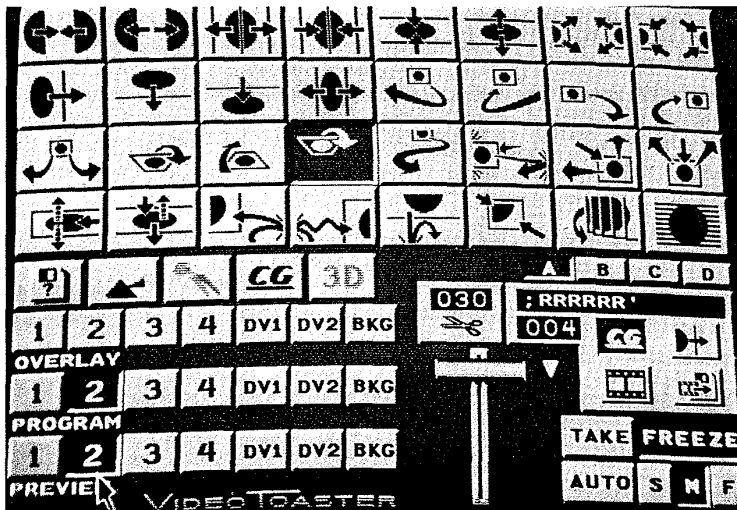 ?
CG
3D
A B C D
030
;RRRRRR'
004
CG
1 2 3 4 DV1 DV2 BKG
OVERLAY
1 2 3 4 DV1 DV2 BKG
PROGRAM
TAKE FREEZE
1 2 3 4 DV1 DV2 BKG
PREVIE
AUTO S M F
VIDEOTOASTER